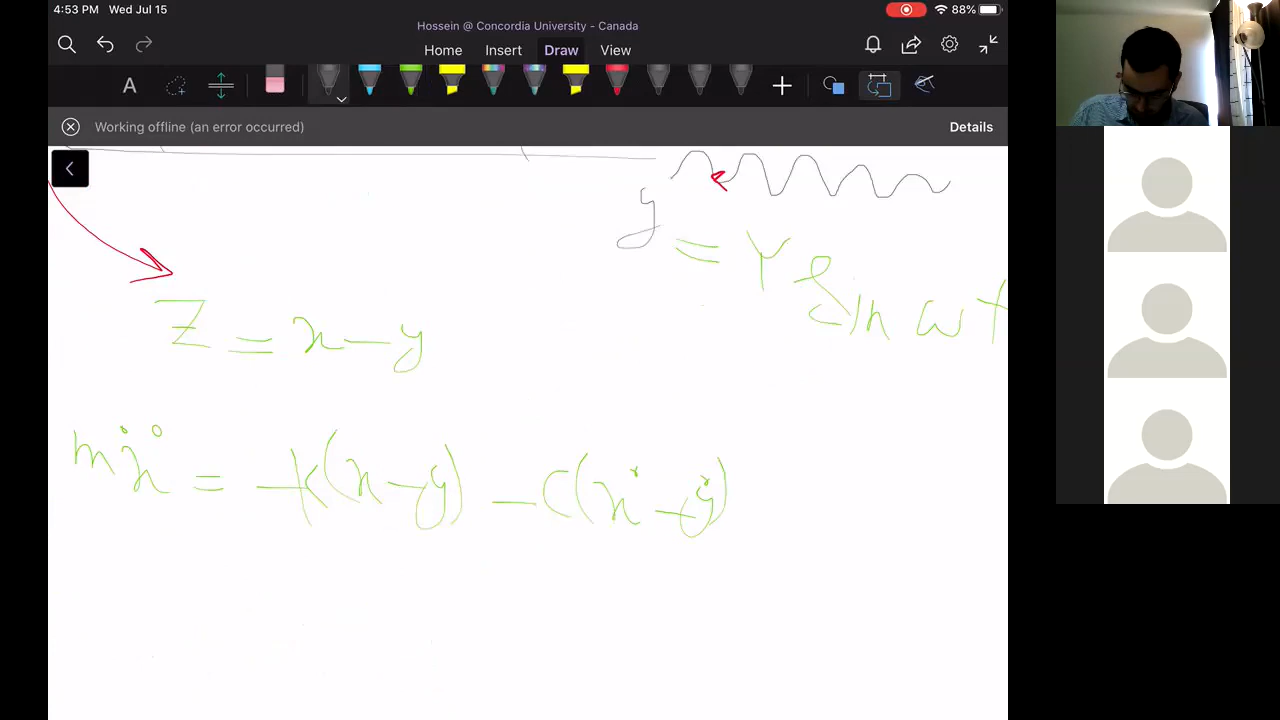 4:53 PM Wed Jul 15
88%
Hossein @ Concordia University - Canada
Home Insert Draw View
A
Working offline (an error occurred)
Details
y = Y Sin ωt
Z = x - y
mẍ = -k(x - y) - C(ẋ - ẏ)